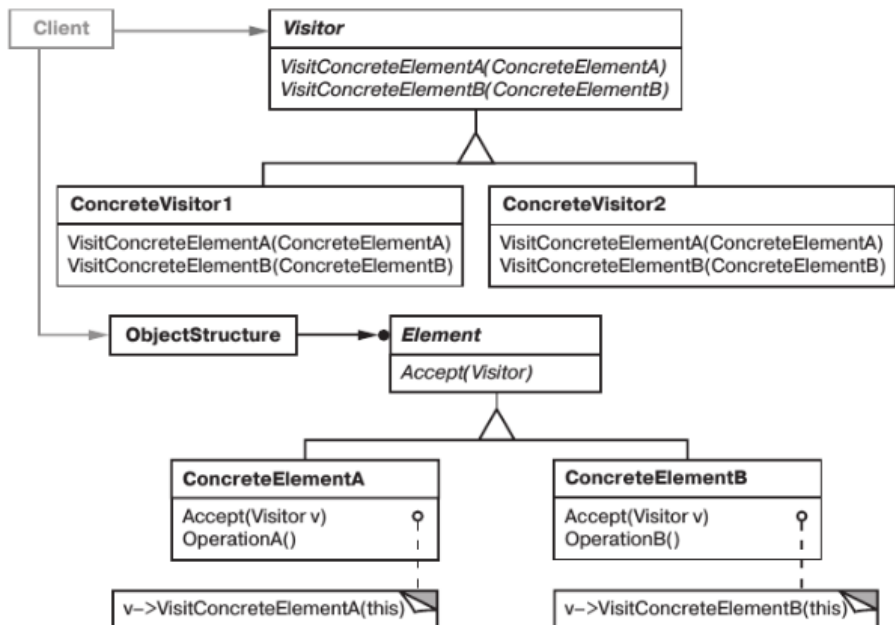 Client
Visitor
VisitConcreteElementA(ConcreteElementA)
VisitConcreteElementB(ConcreteElementB)
ConcreteVisitor1
VisitConcreteElementA(ConcreteElementA)
VisitConcreteElementB(ConcreteElementB)
ConcreteVisitor2
VisitConcreteElementA(ConcreteElementA)
VisitConcreteElementB(ConcreteElementB)
ObjectStructure
Element
Accept(Visitor)
ConcreteElementA
Accept(Visitor v)
OperationA()
v->VisitConcreteElementA(this)
ConcreteElementB
Accept(Visitor v)
OperationB()
v->VisitConcreteElementB(this)